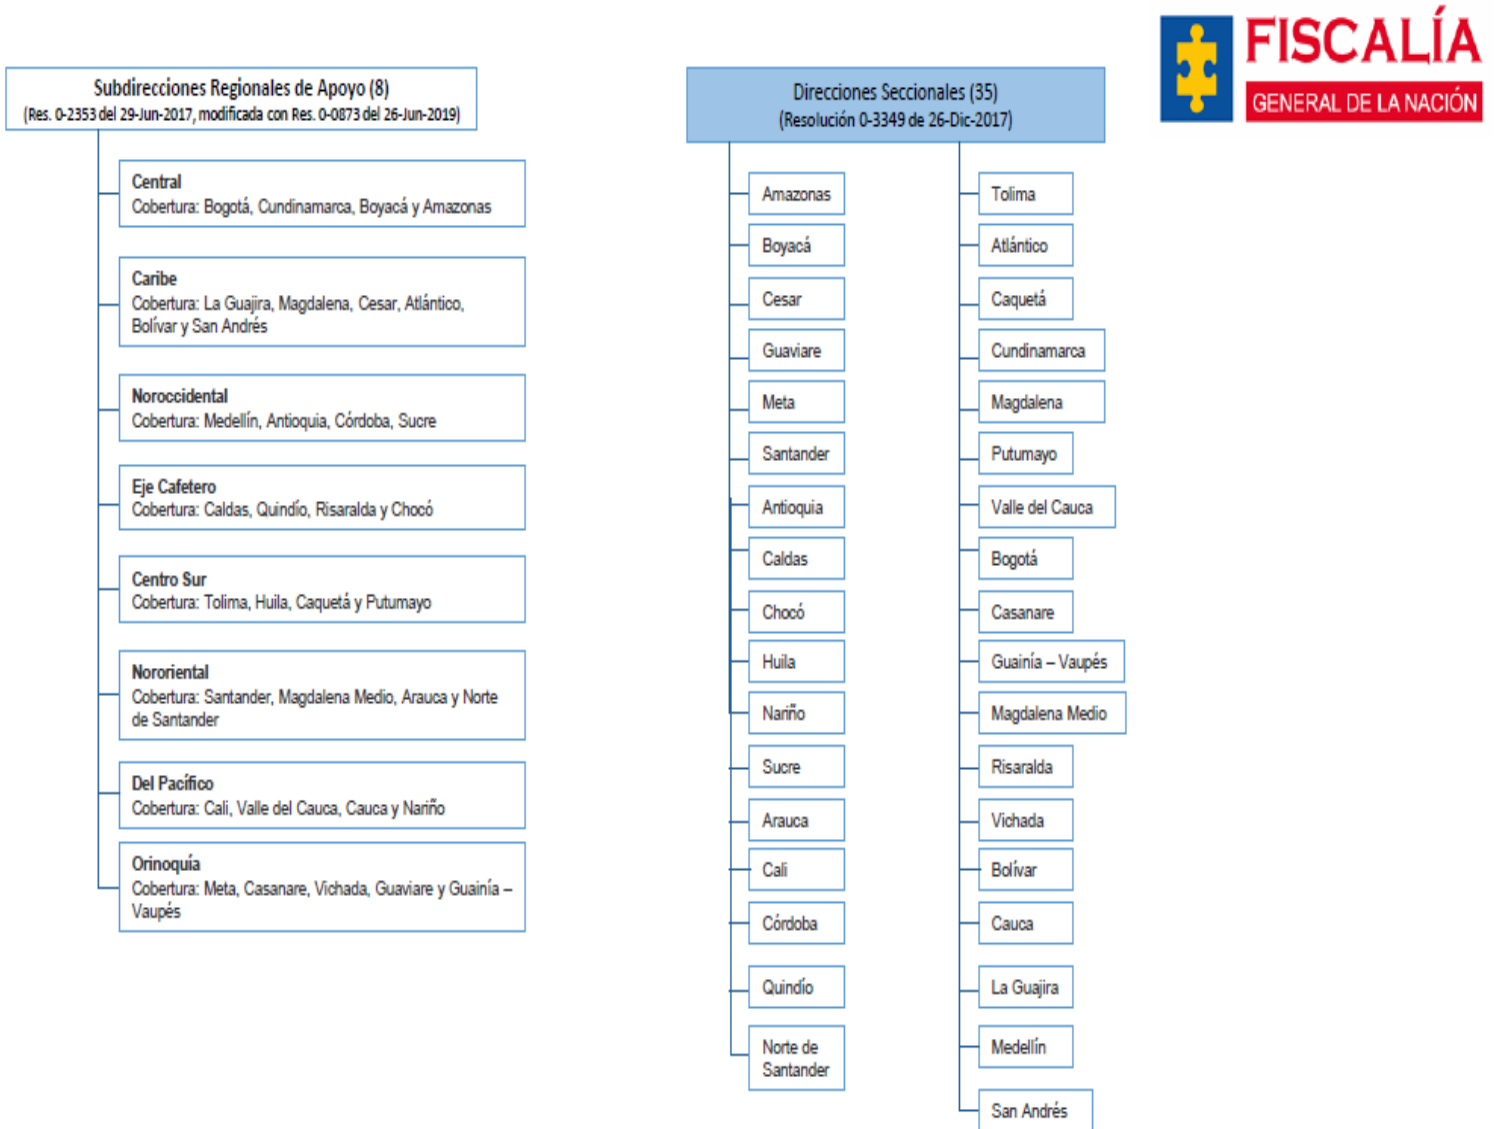 FISCALÍA
GENERAL DE LA NACIÓN
Subdirecciones Regionales de Apoyo (8)
(Res. 0-2353 del 29-Jun-2017, modificada con Res. 0-0873 del 26-Jun-2019)
Central
Cobertura: Bogotá, Cundinamarca, Boyacá y Amazonas
Caribe
Cobertura: La Guajira, Magdalena, Cesar, Atlántico,
Bolívar y San Andrés
Noroccidental
Cobertura: Medellín, Antioquia, Córdoba, Sucre
Eje Cafetero
Cobertura: Caldas, Quindío, Risaralda y Chocó
Centro Sur
Cobertura: Tolima, Huila, Caquetá y Putumayo
Nororiental
Cobertura: Santander, Magdalena Medio, Arauca y Norte
de Santander
Del Pacífico
Cobertura: Cali, Valle del Cauca, Cauca y Nariño
Orinoquía
Cobertura: Meta, Casanare, Vichada, Guaviare y Guainía –
Vaupés
Direcciones Seccionales (35)
(Resolución 0-3349 de 26-Dic-2017)
Amazonas
Boyacá
Cesar
Guaviare
Meta
Santander
Antioquia
Caldas
Chocó
Huila
Nariño
Sucre
Arauca
Cali
Córdoba
Quindío
Norte de
Santander
Tolima
Atlántico
Caquetá
Cundinamarca
Magdalena
Putumayo
Valle del Cauca
Bogotá
Casanare
Guainía – Vaupés
Magdalena Medio
Risaralda
Vichada
Bolívar
Cauca
La Guajira
Medellín
San Andrés